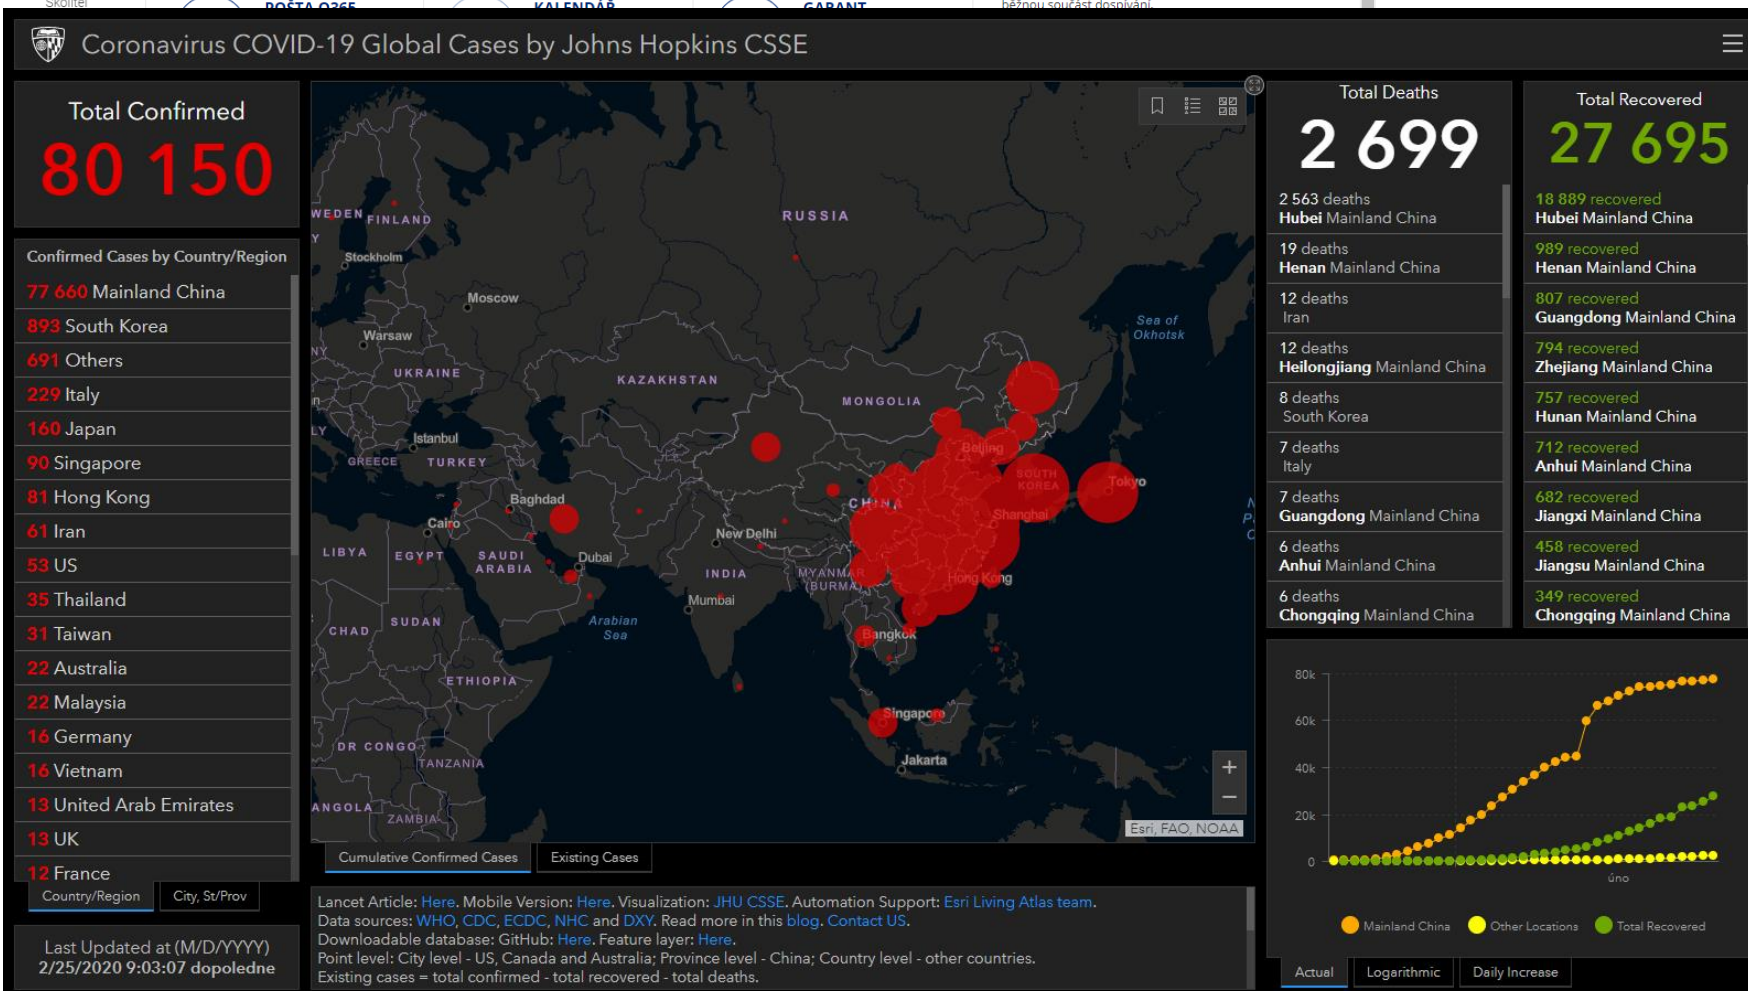 Školitel
POŠTA O365
KALENDÁŘ
GARANT
běžnou součást dospívání.
Coronavirus COVID-19 Global Cases by Johns Hopkins CSSE
Total Confirmed
80 150
Confirmed Cases by Country/Region
77 660 Mainland China
893 South Korea
691 Others
229 Italy
160 Japan
90 Singapore
81 Hong Kong
61 Iran
53 US
35 Thailand
31 Taiwan
22 Australia
22 Malaysia
16 Germany
16 Vietnam
13 United Arab Emirates
13 UK
12 France
Country/Region
City, St/Prov
Last Updated at (M/D/YYYY)
2/25/2020 9:03:07 dopoledne
WEDEN
FINLAND
RUSSIA
Stockholm
Moscow
Sea of
Okhotsk
Warsaw
UKRAINE
KAZAKHSTAN
MONGOLIA
Istanbul
GREECE
TURKEY
Beijing
SOUTH
KOREA
Tokyo
Baghdad
CHINA
Shanghai
Cairo
New Delhi
LIBYA
EGYPT
SAUDI
ARABIA
Dubai
INDIA
MYANMAR
(BURMA)
Hong Kong
Mumbai
CHAD
SUDAN
Arabian
Sea
Bangkok
ETHIOPIA
Singapore
DR CONGO
TANZANIA
Jakarta
ANGOLA
ZAMBIA
+
−
Esri, FAO, NOAA
Cumulative Confirmed Cases
Existing Cases
Lancet Article: Here. Mobile Version: Here. Visualization: JHU CSSE. Automation Support: Esri Living Atlas team.
Data sources: WHO, CDC, ECDC, NHC and DXY. Read more in this blog. Contact US.
Downloadable database: GitHub: Here. Feature layer: Here.
Point level: City level - US, Canada and Australia; Province level - China; Country level - other countries.
Existing cases = total confirmed - total recovered - total deaths.
Total Deaths
2 699
2 563 deaths
Hubei Mainland China
19 deaths
Henan Mainland China
12 deaths
Iran
12 deaths
Heilongjiang Mainland China
8 deaths
South Korea
7 deaths
Italy
7 deaths
Guangdong Mainland China
6 deaths
Anhui Mainland China
6 deaths
Chongqing Mainland China
Total Recovered
27 695
18 889 recovered
Hubei Mainland China
989 recovered
Henan Mainland China
807 recovered
Guangdong Mainland China
794 recovered
Zhejiang Mainland China
757 recovered
Hunan Mainland China
712 recovered
Anhui Mainland China
682 recovered
Jiangxi Mainland China
458 recovered
Jiangsu Mainland China
349 recovered
Chongqing Mainland China
80k
60k
40k
20k
0
úno
Mainland China
Other Locations
Total Recovered
Actual
Logarithmic
Daily Increase